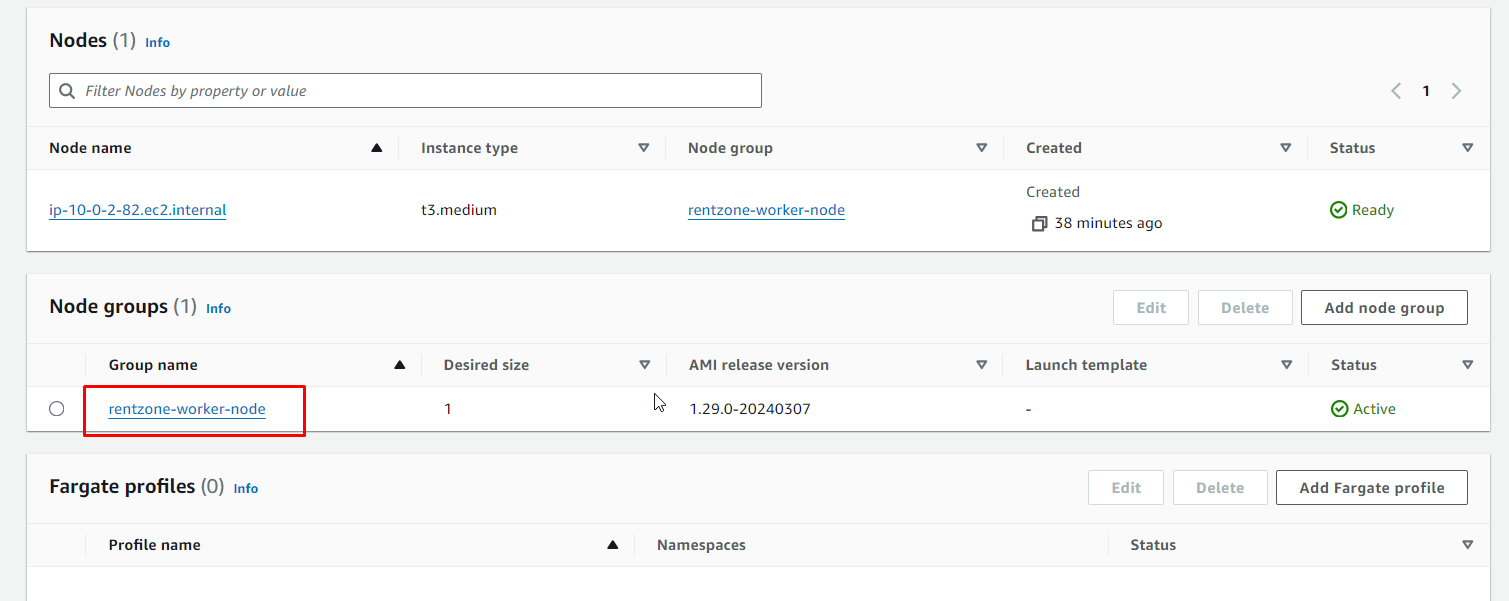 Nodes (1) Info
Filter Nodes by property or value
1
Node name Instance type Node group Created Status
Created
ip-10-0-2-82.ec2.internal t3.medium rentzone-worker-node 38 minutes ago Ready
Node groups (1) Info Edit Delete Add node group
Group name Desired size AMI release version Launch template Status
rentzone-worker-node 1 1.29.0-20240307 - Active
Fargate profiles (0) Info Edit Delete Add Fargate profile
Profile name Namespaces Status